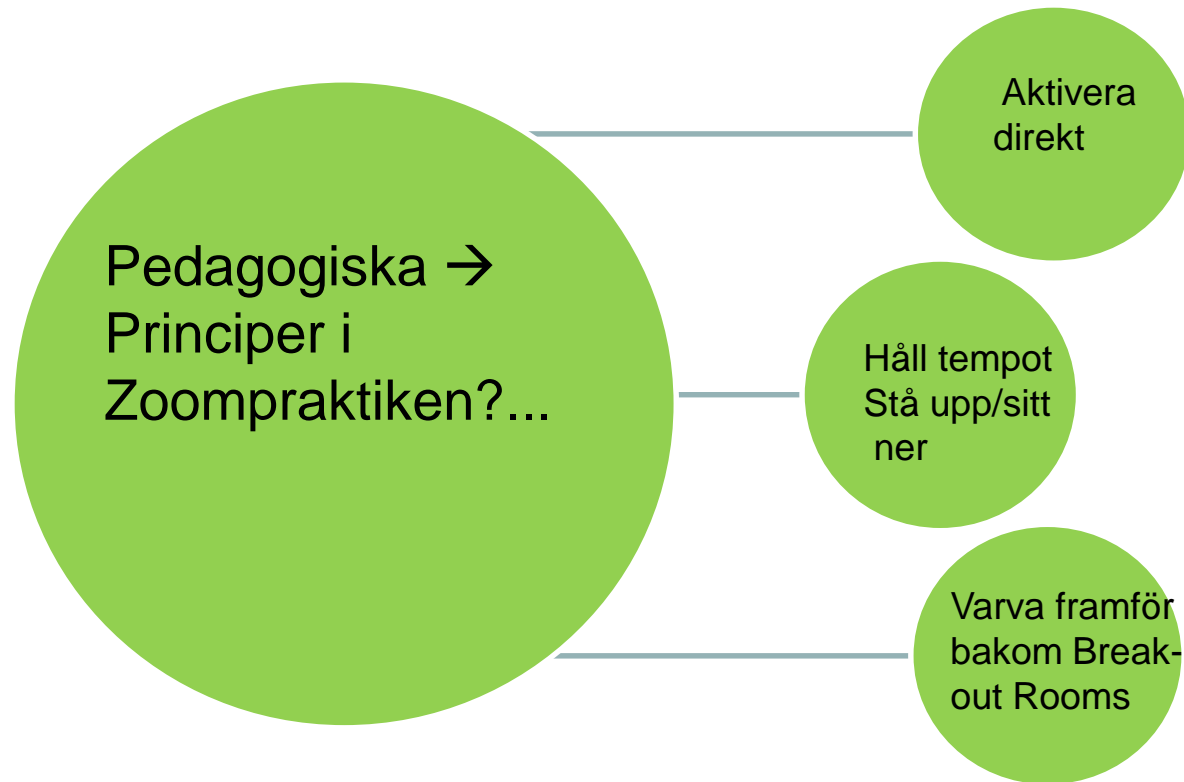 Pedagogiska →
Principer i
Zoompraktiken?...
Aktivera
direkt
Håll tempot
Stå upp/sitt
ner
Varva framför
bakom Break-
out Rooms